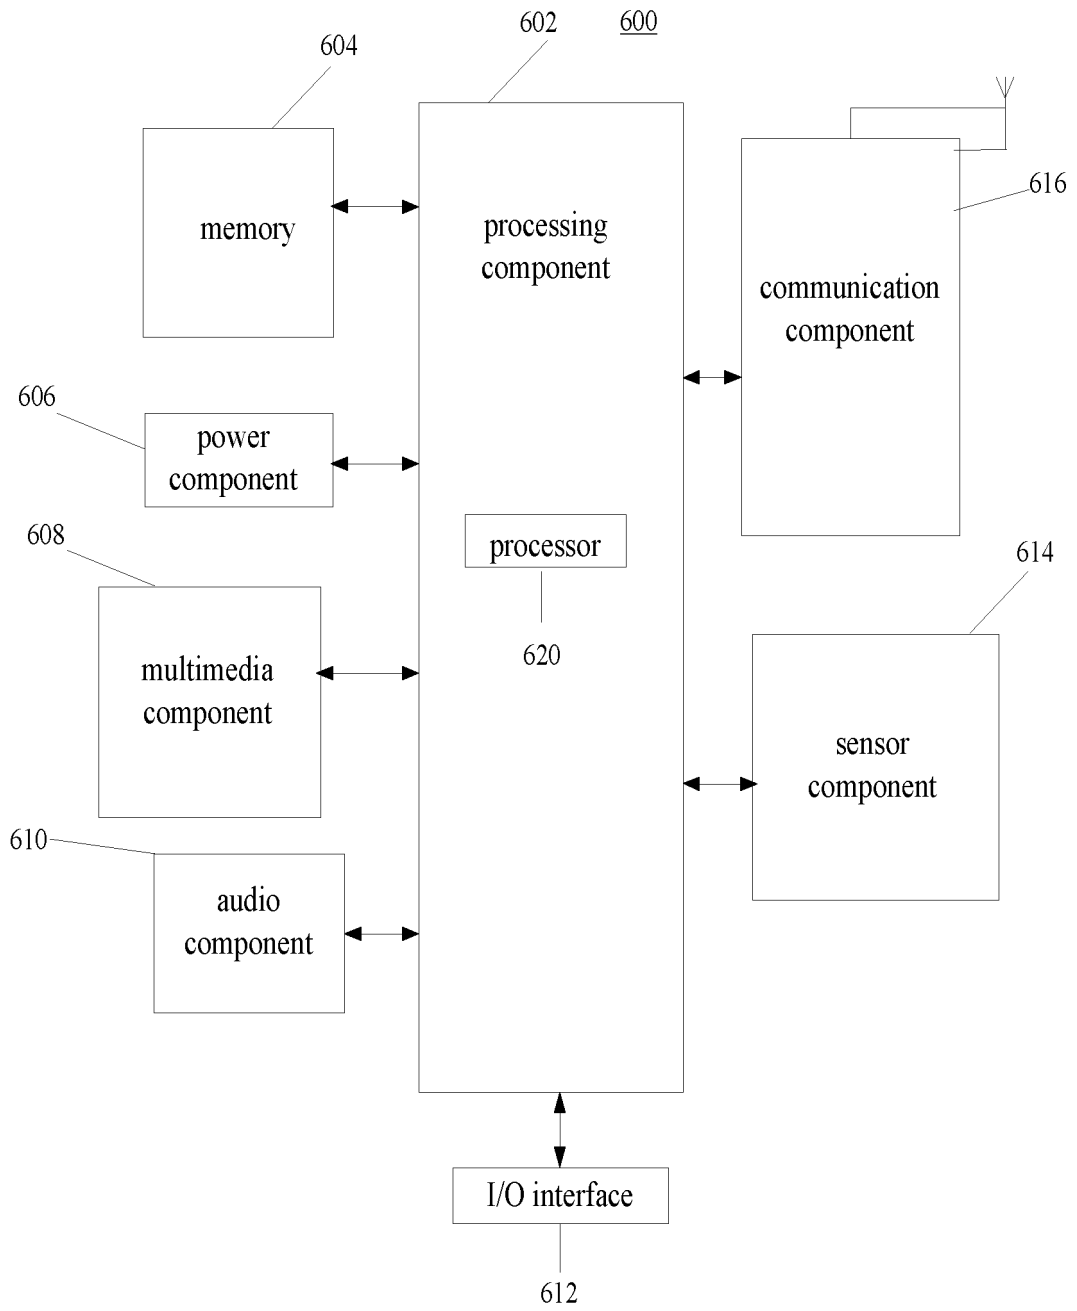 602
600
604
memory
processing
component
616
communication
component
606
power
component
608
processor
620
614
multimedia
component
sensor
component
610
audio
component
I/O interface
612